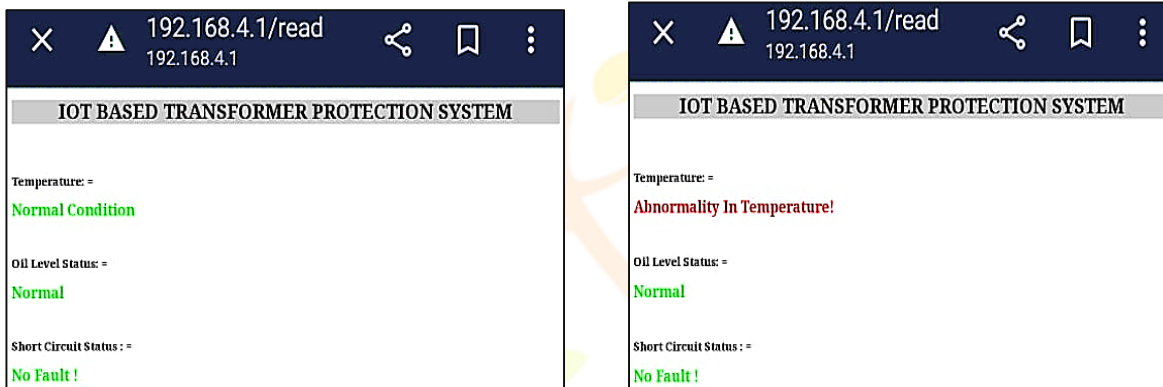 192.168.4.1/read
192.168.4.1
IOT BASED TRANSFORMER PROTECTION SYSTEM
Temperature: =
Normal Condition
Oil Level Status: =
Normal
Short Circuit Status : =
No Fault !
192.168.4.1/read
192.168.4.1
IOT BASED TRANSFORMER PROTECTION SYSTEM
Temperature: =
Abnormality In Temperature!
Oil Level Status: =
Normal
Short Circuit Status : =
No Fault !